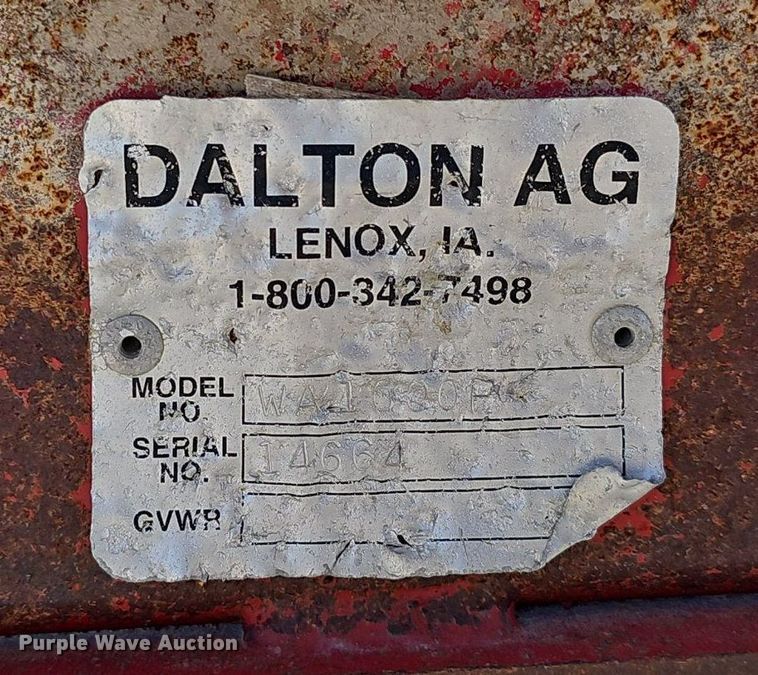 DALTON AG
LENOX, IA.
1-800-342-7498
MODEL NO.
SERIAL NO. 14664
GVWR
Purple Wave Auction